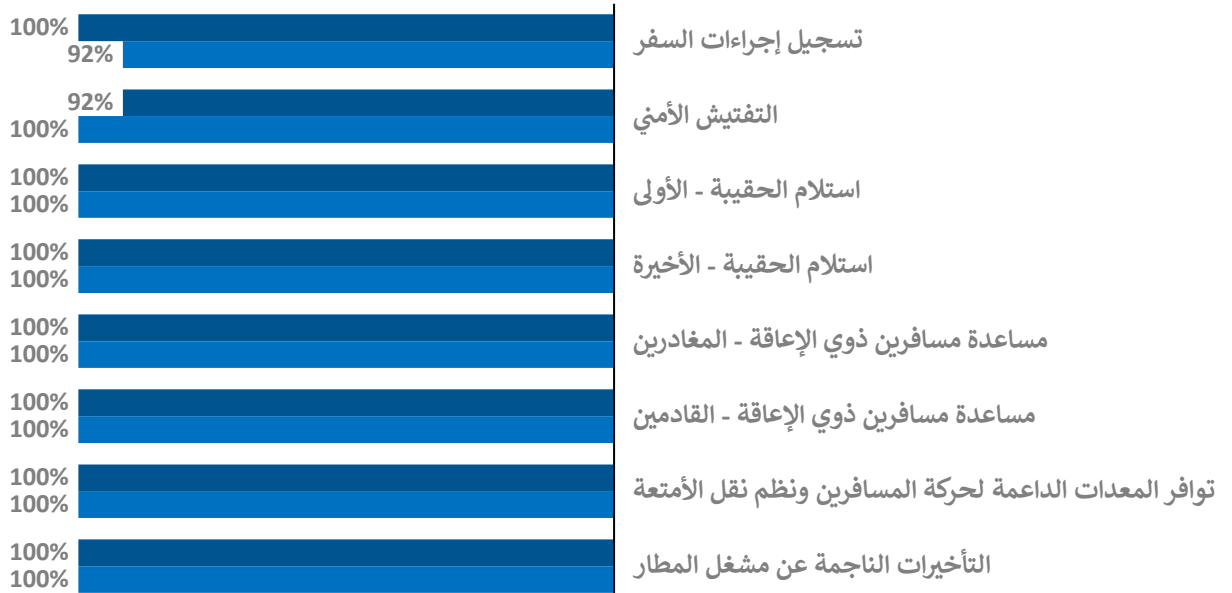 تسجيل إجراءات السفر
100%
92%
التفتيش الأمني
92%
100%
استلام الحقيبة - الأولى
100%
100%
استلام الحقيبة - الأخيرة
100%
100%
مساعدة مسافرين ذوي الإعاقة - المغادرين
100%
100%
مساعدة مسافرين ذوي الإعاقة - القادمين
100%
100%
توافر المعدات الداعمة لحركة المسافرين ونظم نقل الأمتعة
100%
100%
التأخيرات الناجمة عن مشغل المطار
100%
100%